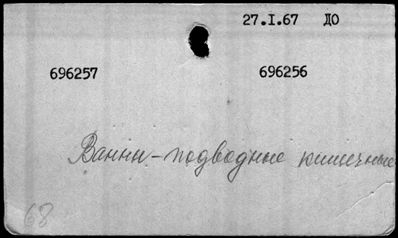 27.I.67 ДО
696257 696256
Ванны-подводные кишечные
68